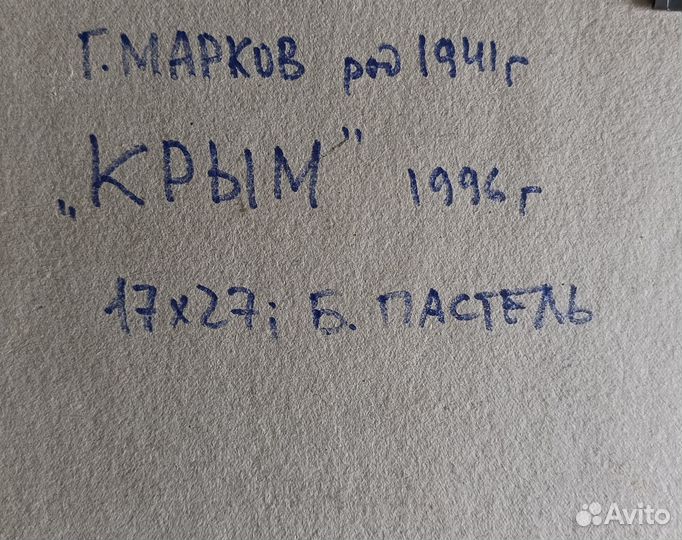 Г. МАРКОВ род 1941 г
„КРЫМ" 1996 г
17х27; Б. ПАСТЕЛЬ
Avito